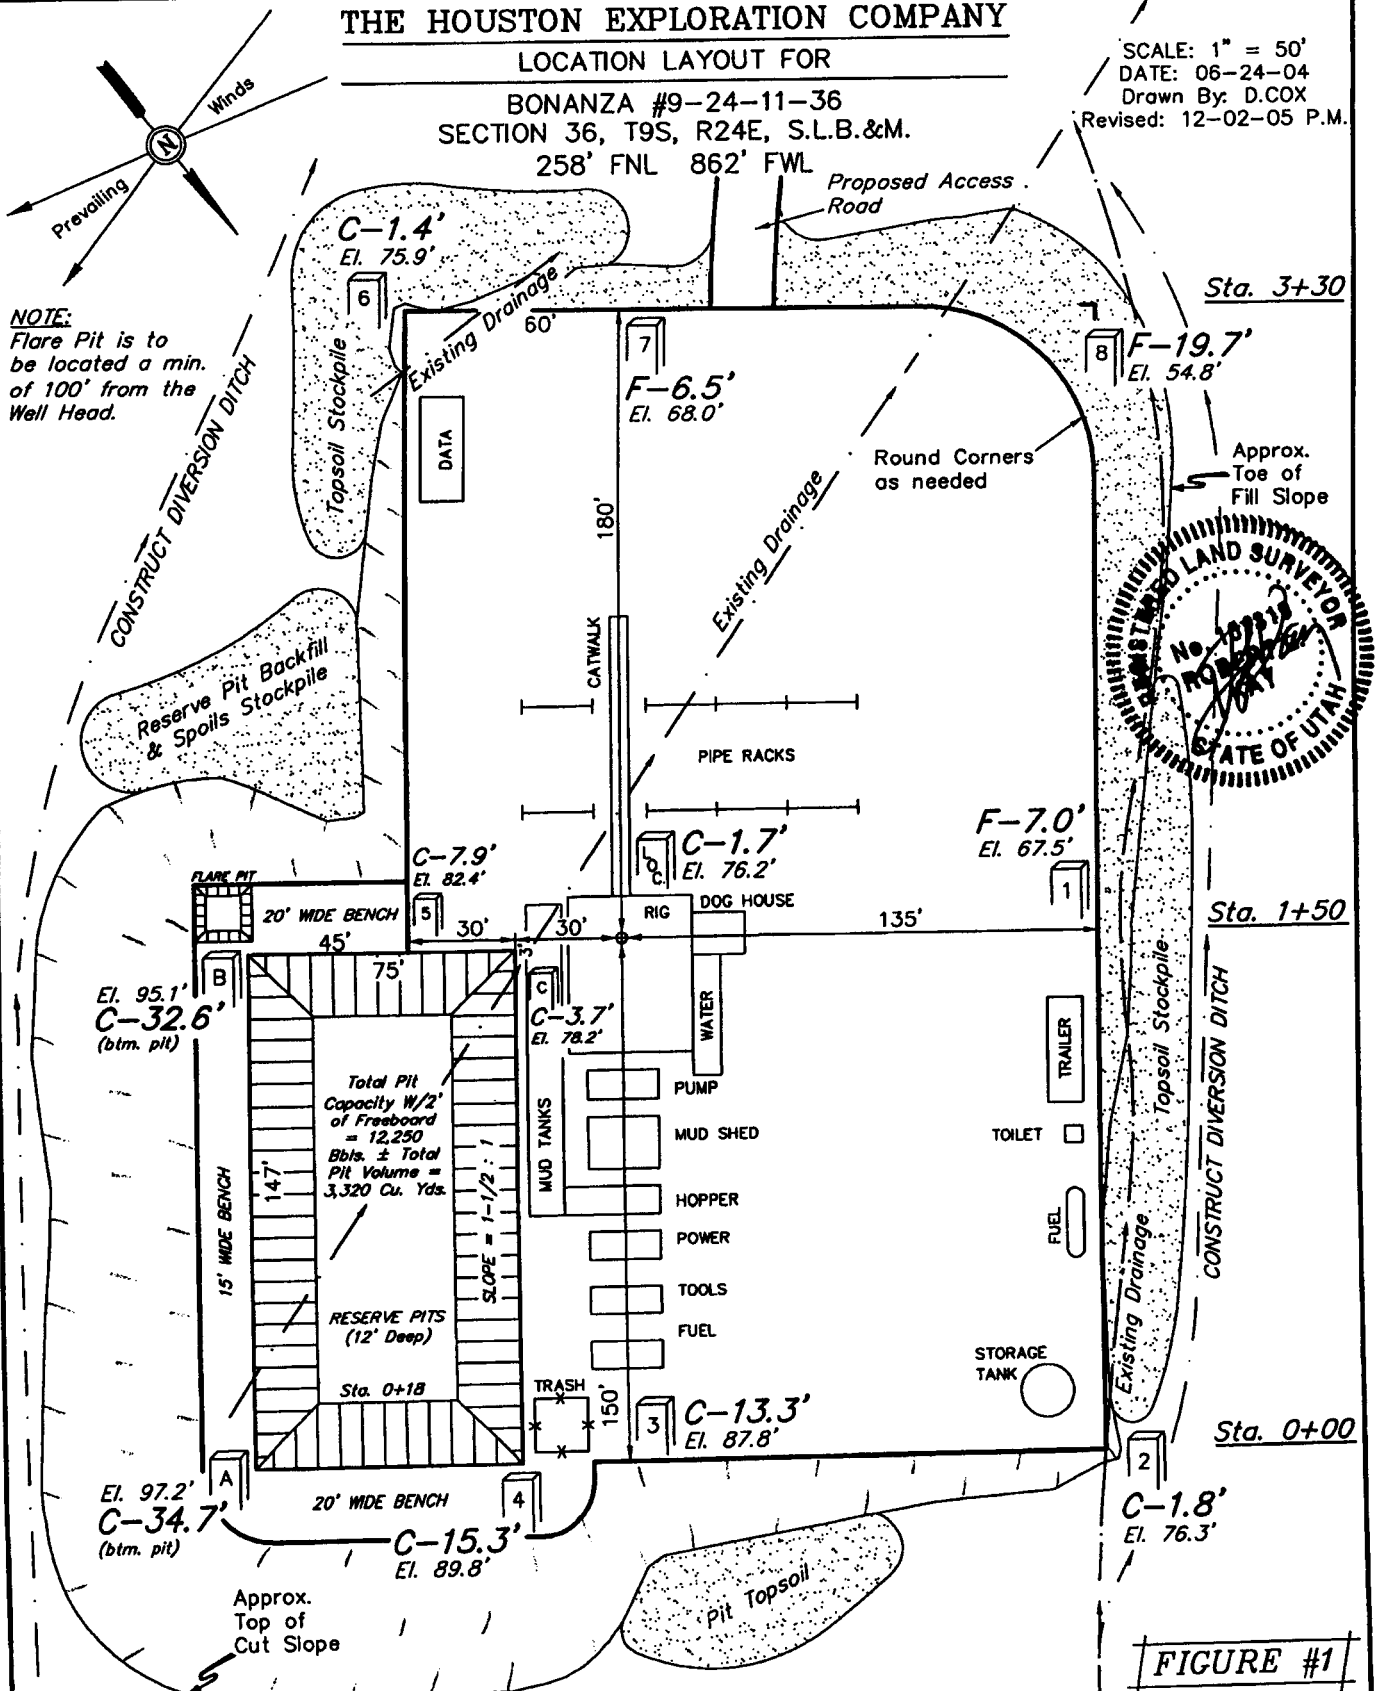 THE HOUSTON EXPLORATION COMPANY
LOCATION LAYOUT FOR
BONANZA #9-24-11-36
SECTION 36, T9S, R24E, S.L.B.&M.
258' FNL 862' FWL
SCALE: 1" = 50'
DATE: 06-24-04
Drawn By: D.COX
Revised: 12-02-05 P.M.
Winds
N
Prevailing
NOTE:
Flare Pit is to
be located a min.
of 100' from the
Well Head.
Proposed Access
Road
C-1.4'
El. 75.9'
6
Sta. 3+30
60'
Existing Drainage
Topsoil Stockpile
7
F-6.5'
El. 68.0'
8
F-19.7'
El. 54.8'
CONSTRUCT DIVERSION DITCH
DATA
Round Corners
as needed
Approx.
Toe of
Fill Slope
180'
Existing Drainage
REGISTERED LAND SURVEYOR
No.
STATE OF UTAH
Reserve Pit Backfill
& Spoils Stockpile
CATWALK
PIPE RACKS
C-7.9'
El. 82.4'
5
LOC.
C-1.7'
El. 76.2'
F-7.0'
El. 67.5'
1
FLARE PIT
20' WIDE BENCH
45'
30'
30'
RIG
DOG HOUSE
135'
Sta. 1+50
B
75'
3'
C
El. 95.1'
C-32.6'
(btm. pit)
C-3.7'
El. 78.2'
WATER
TRAILER
Topsoil Stockpile
CONSTRUCT DIVERSION DITCH
Total Pit
Capacity W/2'
of Freeboard
= 12,250
Bbls. ± Total
Pit Volume =
3,320 Cu. Yds.
PUMP
MUD SHED
TOILET
MUD TANKS
15' WIDE BENCH
147'
SLOPE = 1-1/2 : 1
HOPPER
POWER
FUEL
TOOLS
FUEL
RESERVE PITS
(12' Deep)
Existing Drainage
STORAGE
TANK
Sta. 0+18
TRASH
150'
3
C-13.3'
El. 87.8'
Sta. 0+00
2
C-1.8'
El. 76.3'
A
El. 97.2'
C-34.7'
(btm. pit)
20' WIDE BENCH
4
C-15.3'
El. 89.8'
Pit Topsoil
Approx.
Top of
Cut Slope
FIGURE #1